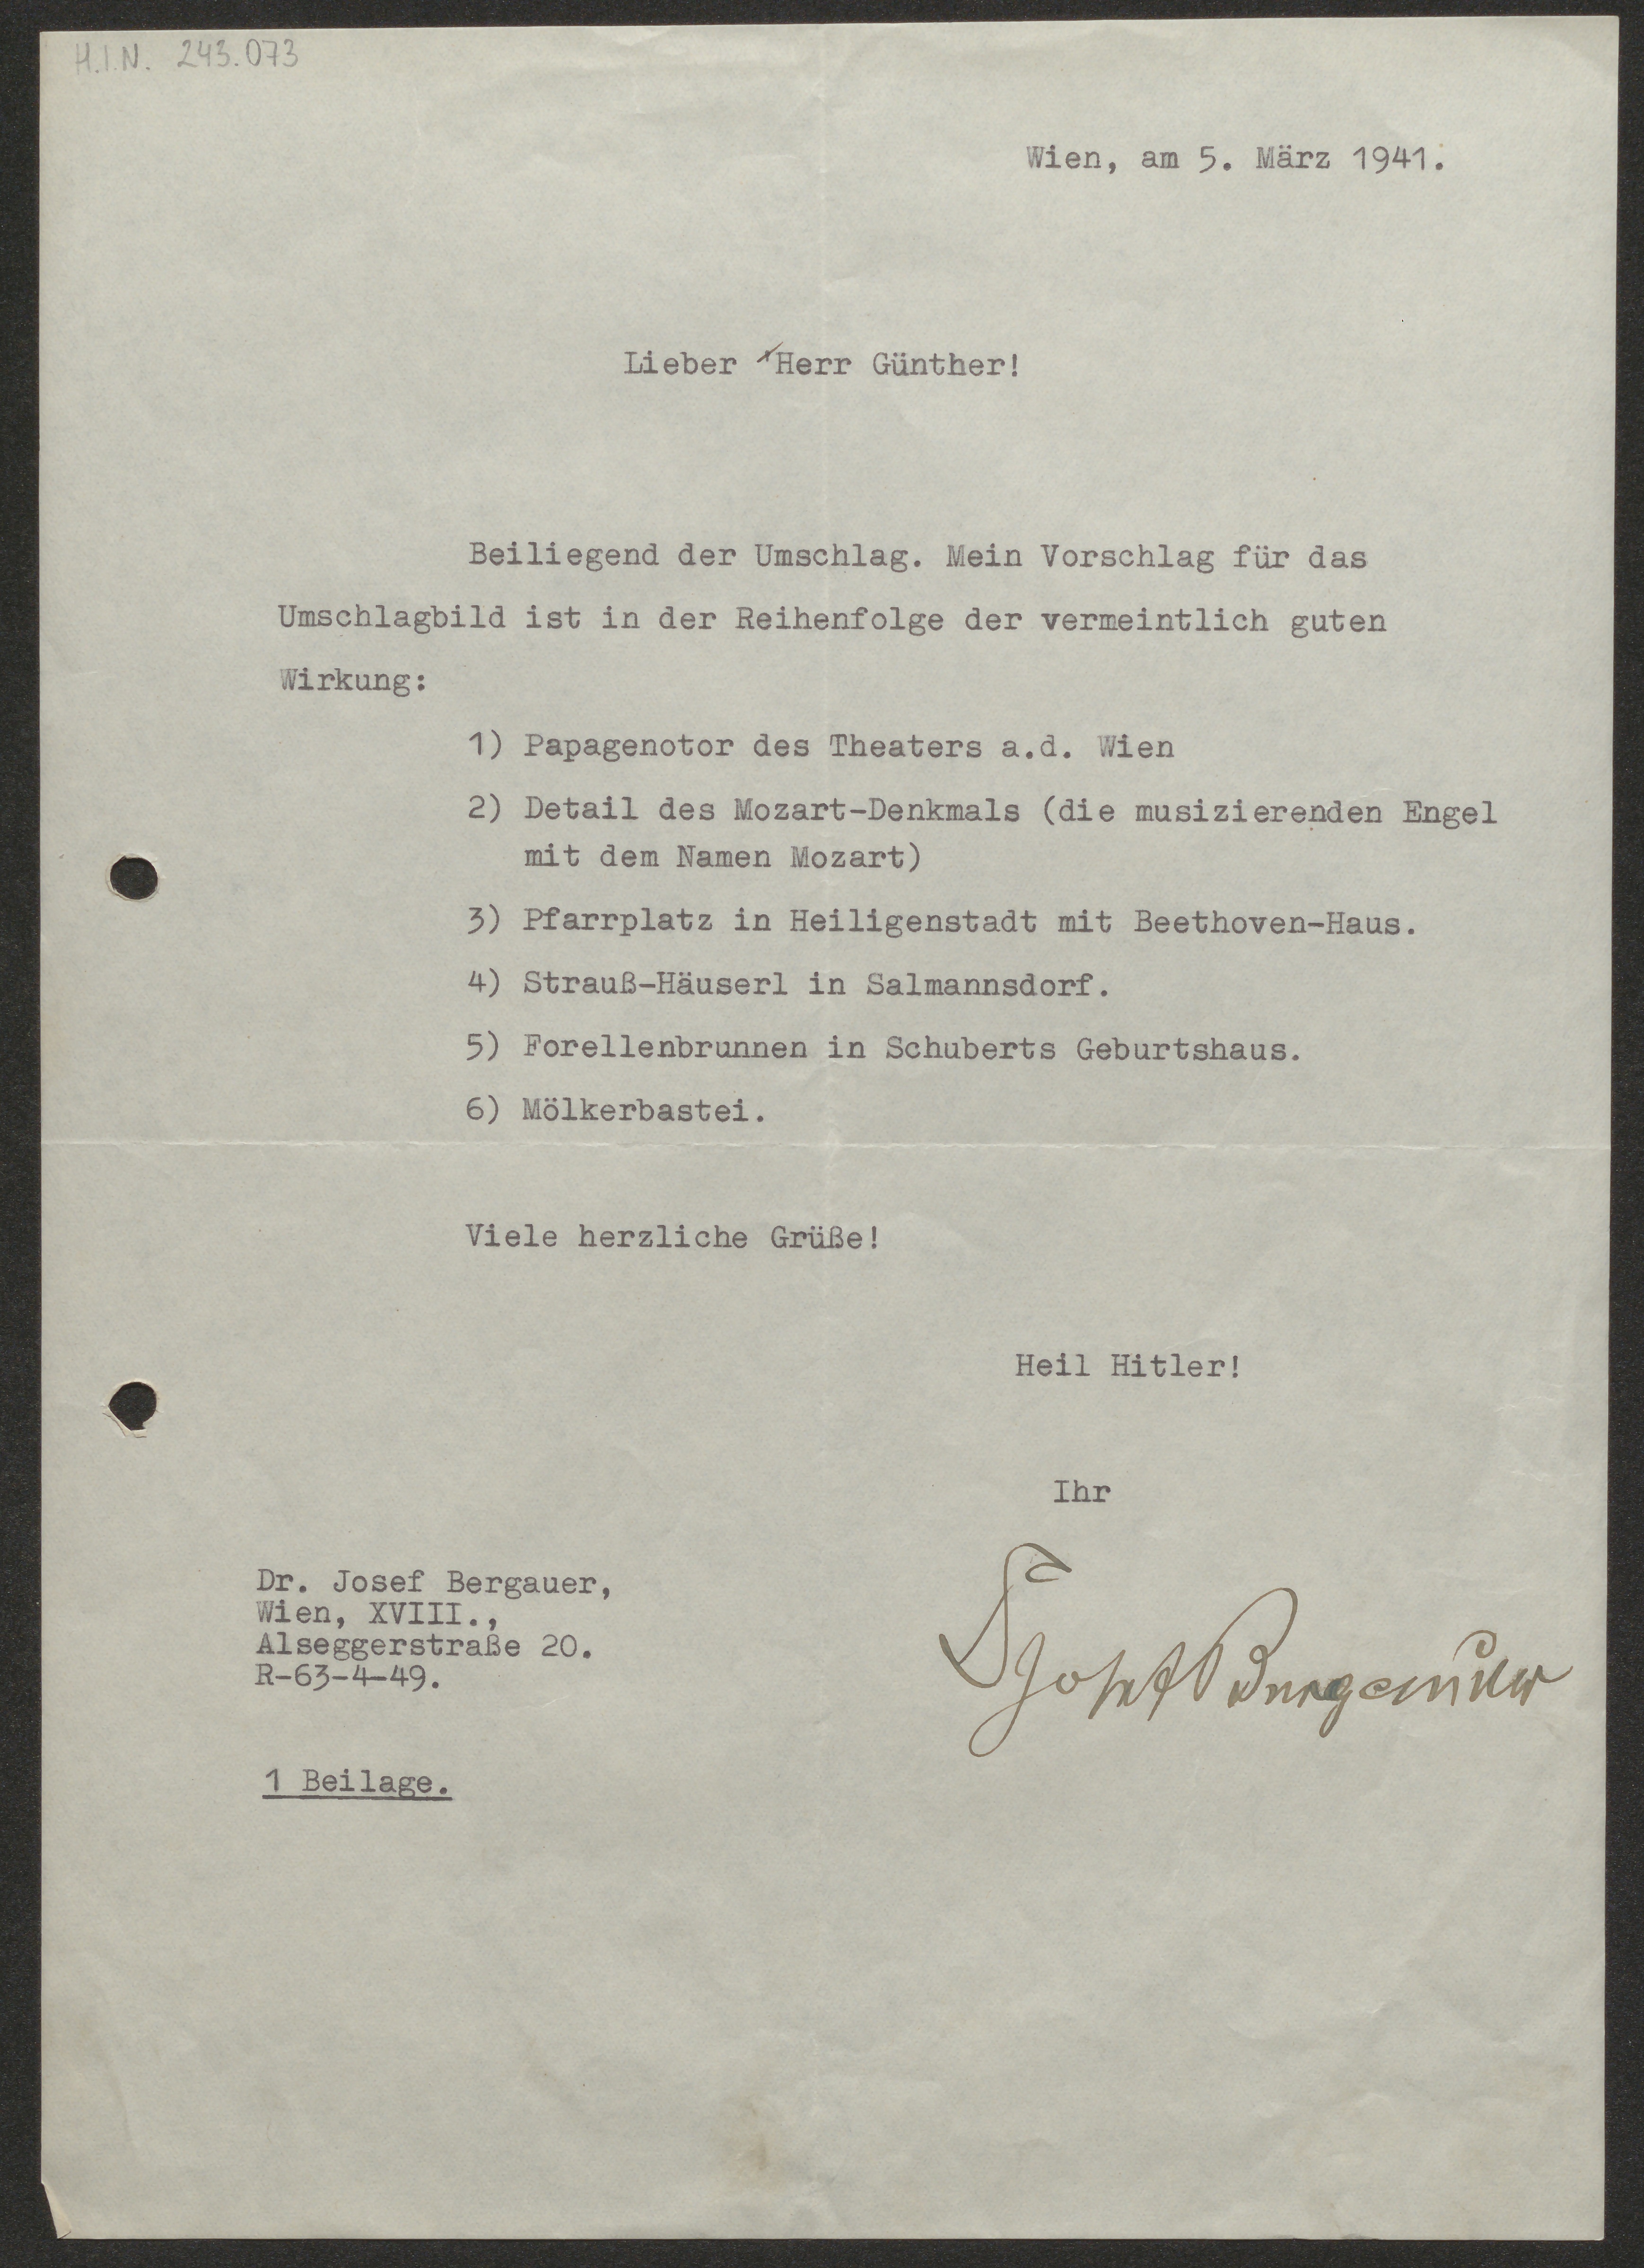 H.I.N. 243.073
Wien, am 5. März 1941.
Lieber Herr Günther!
Beiliegend der Umschlag. Mein Vorschlag für das
Umschlagbild ist in der Reihenfolge der vermeintlich guten
Wirkung:
1) Papagenotor des Theaters a.d. Wien
2) Detail des Mozart-Denkmals (die musizierenden Engel
mit dem Namen Mozart)
3) Pfarrplatz in Heiligenstadt mit Beethoven-Haus.
4) Strauß-Häuserl in Salmannsdorf.
5) Forellenbrunnen in Schuberts Geburtshaus.
6) Mölkerbastei.
Viele herzliche Grüße!
Heil Hitler!
Ihr
Dr. Josef Bergauer,
Wien, XVIII.,
Alseggerstraße 20.
R-63-4-49.
Josef Bergauer
1 Beilage.